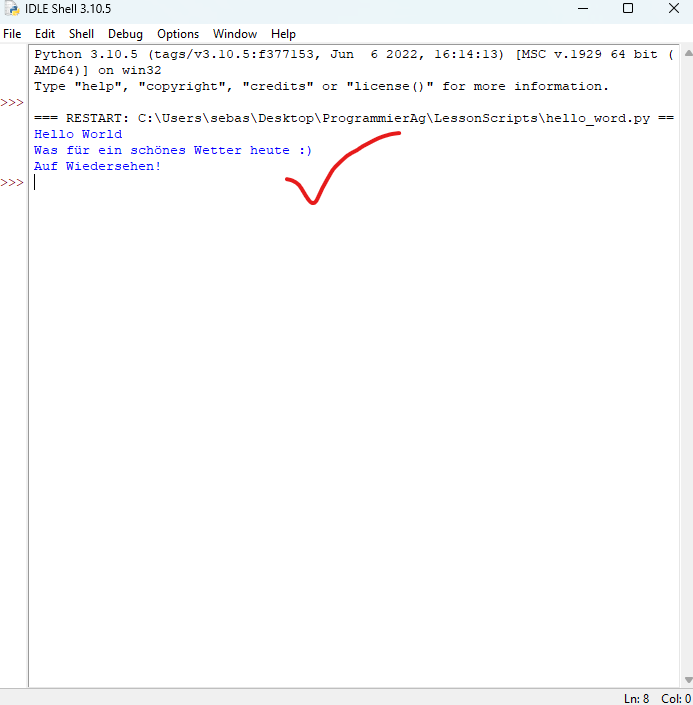 IDLE Shell 3.10.5
File Edit Shell Debug Options Window Help
Python 3.10.5 (tags/v3.10.5:f377153, Jun  6 2022, 16:14:13) [MSC v.1929 64 bit (
AMD64)] on win32
Type "help", "copyright", "credits" or "license()" for more information.
>>>
=== RESTART: C:\Users\sebas\Desktop\ProgrammierAg\LessonScripts\hello_word.py ==
Hello World
Was für ein schönes Wetter heute :)
Auf Wiedersehen!
>>>
Ln: 8 Col: 0